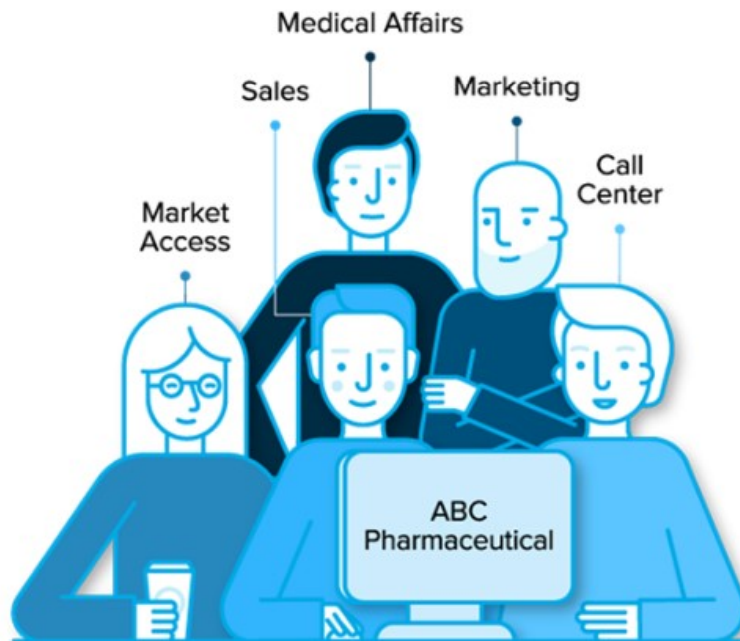 Medical Affairs
Sales
Marketing
Call
Center
Market
Access
ABC
Pharmaceutical